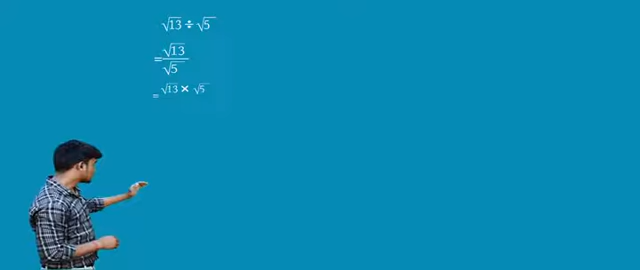 √13 ÷ √5
= √13 / √5
= √13 × √5